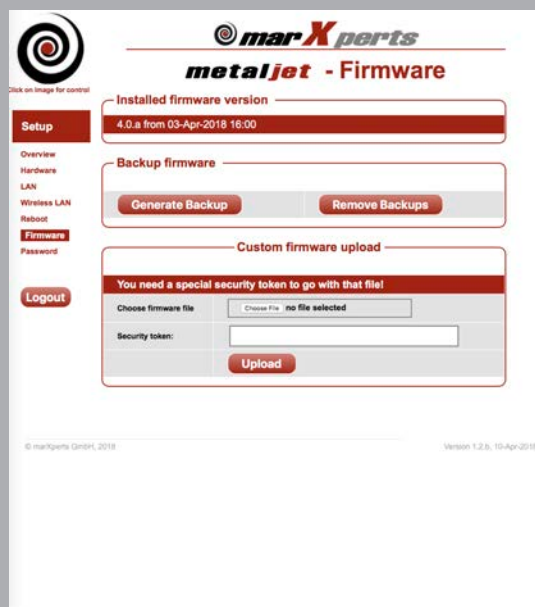 marXperts
metaljet - Firmware
Click on image for control
Installed firmware version
4.0.a from 03-Apr-2018 16:00
Setup
Overview
Hardware
LAN
Wireless LAN
Reboot
Firmware
Password
Logout
Backup firmware
Generate Backup
Remove Backups
Custom firmware upload
You need a special security token to go with that file!
Choose firmware file
Choose File no file selected
Security token:
Upload
© marXperts GmbH, 2018
Version 1.2.b, 10-Apr-2018